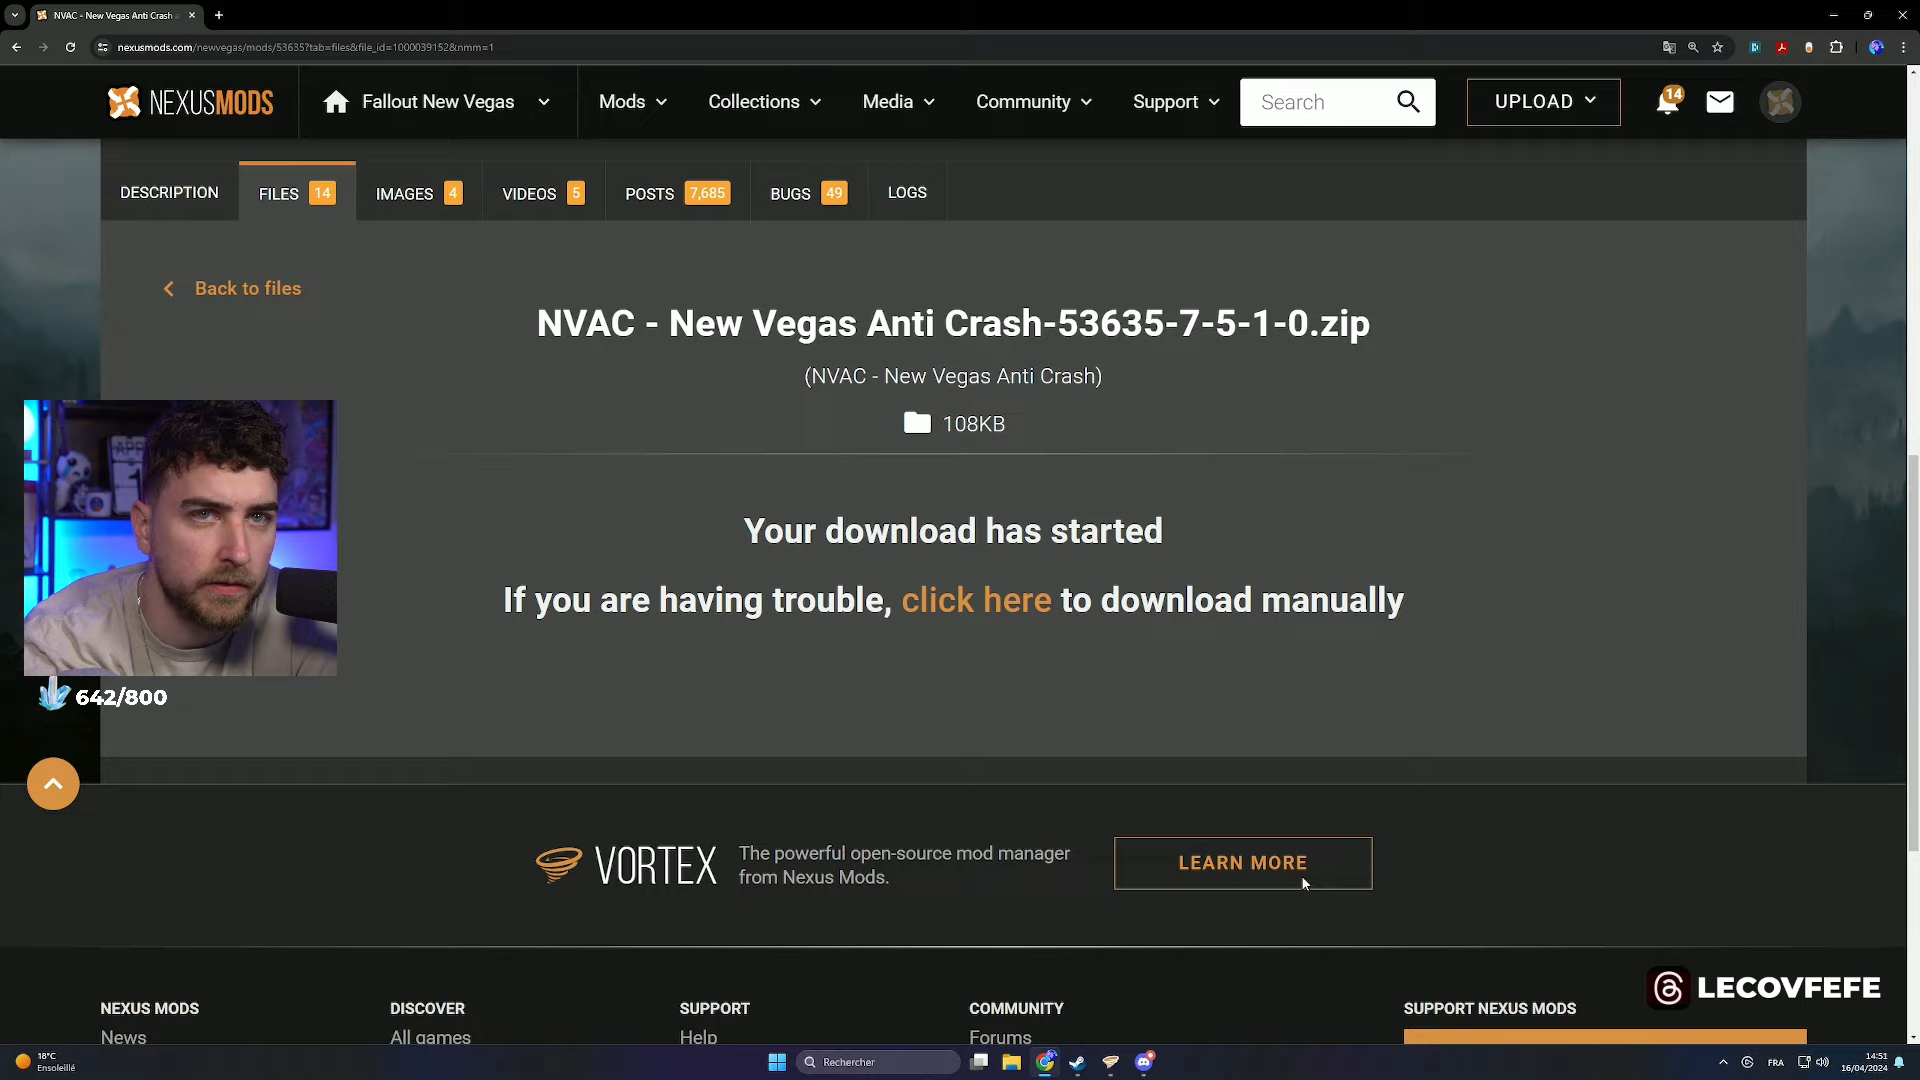 NVAC - New Vegas Anti Crash
nexusmods.com/newvegas/mods/53635?tab=files&file_id=1000039152&nmm=1
NEXUSMODS
Fallout New Vegas
Mods
Collections
Media
Community
Support
Search
UPLOAD
14
DESCRIPTION
FILES 14
IMAGES 4
VIDEOS 5
POSTS 7,685
BUGS 49
LOGS
Back to files
NVAC - New Vegas Anti Crash-53635-7-5-1-0.zip
(NVAC - New Vegas Anti Crash)
108KB
Your download has started
If you are having trouble, click here to download manually
642/800
VORTEX
The powerful open-source mod manager
from Nexus Mods.
LEARN MORE
LECOVFEFE
NEXUS MODS
DISCOVER
SUPPORT
COMMUNITY
SUPPORT NEXUS MODS
News
All games
Help
Forums
18°C
Ensoleillé
Rechercher
FRA
14:51
16/04/2024